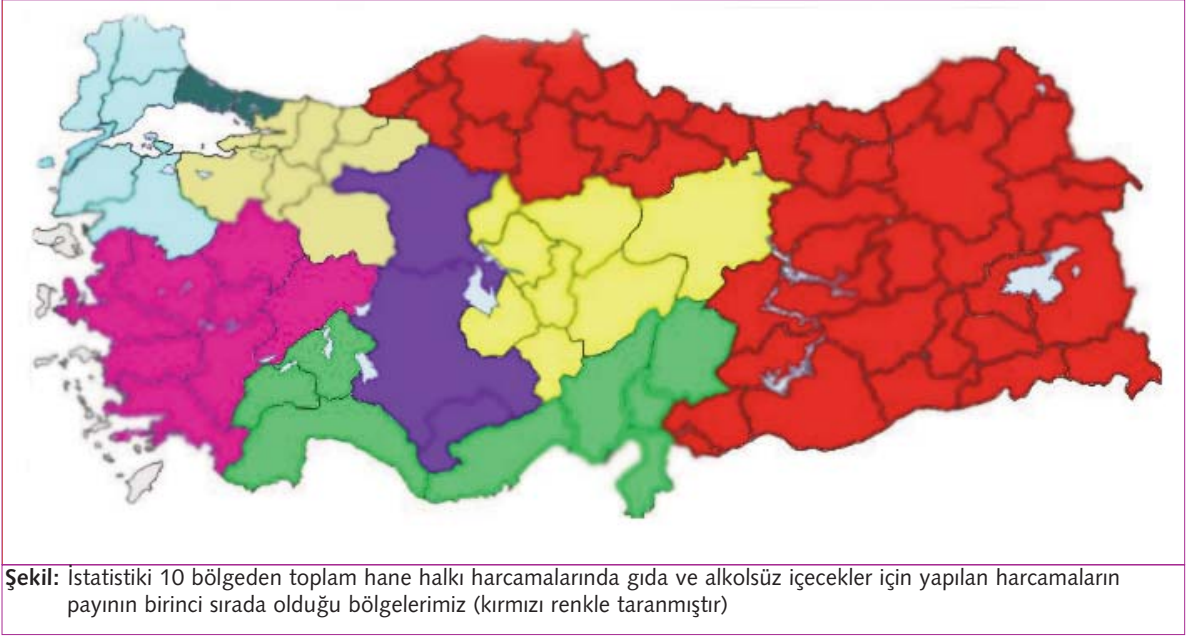 Şekil: İstatistiki 10 bölgeden toplam hane halkı harcamalarında gıda ve alkolsüz içecekler için yapılan harcamaların
payının birinci sırada olduğu bölgelerimiz (kırmızı renkle taranmıştır)